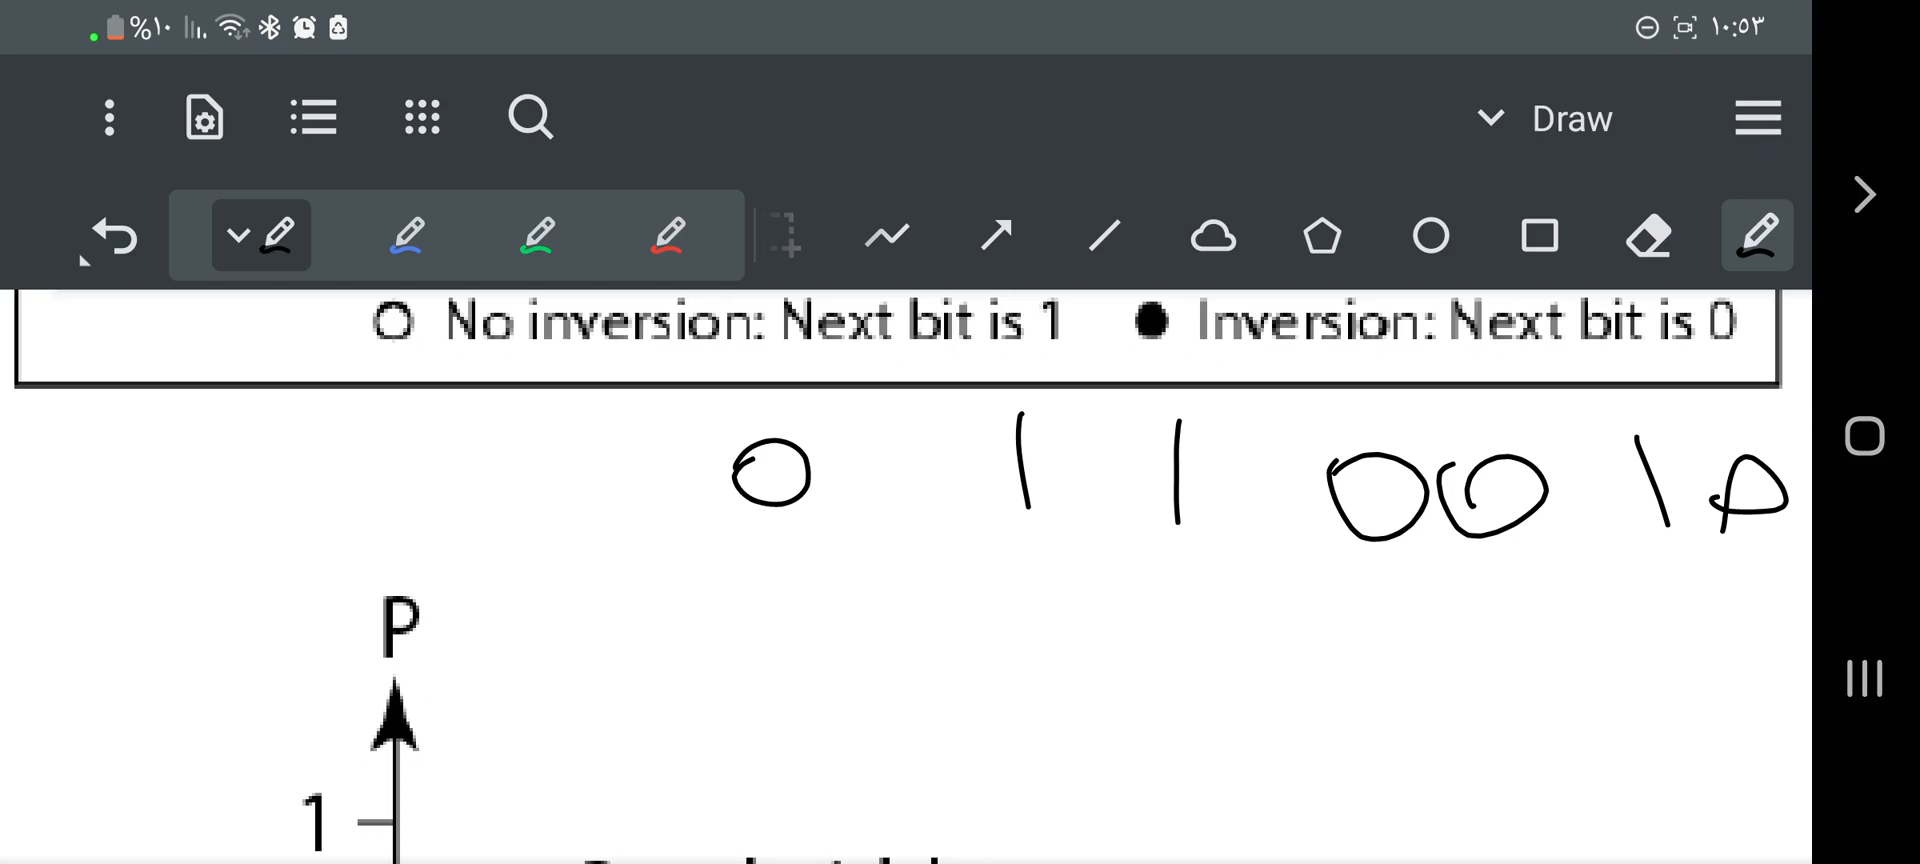 %١٠ ١٠:٥٣
Draw
No inversion: Next bit is 1 Inversion: Next bit is 0
0 1 1 0 0 1 0
P
1